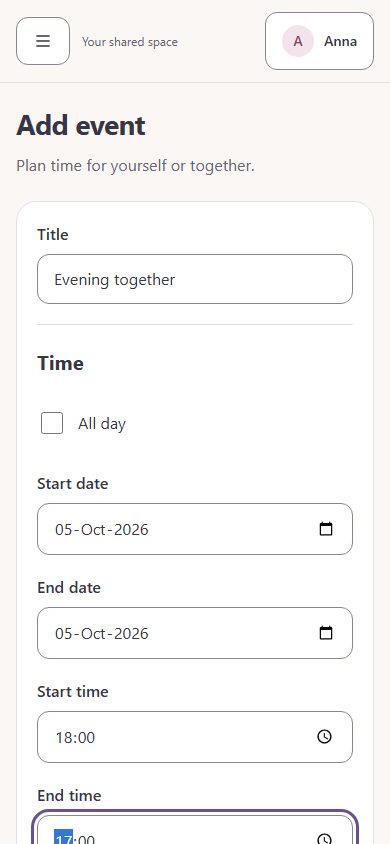 Your shared space
A
Anna
Add event
Plan time for yourself or together.
Title
Evening together
Time
All day
Start date
05-Oct-2026
End date
05-Oct-2026
Start time
18:00
End time
17:00